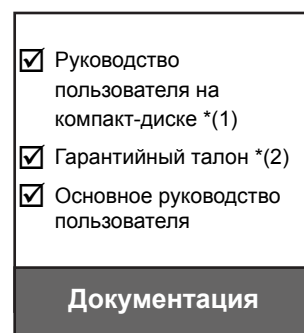 Руководство
пользователя на
компакт-диске *(1)
Гарантийный талон *(2)
Основное руководство
пользователя
Документация